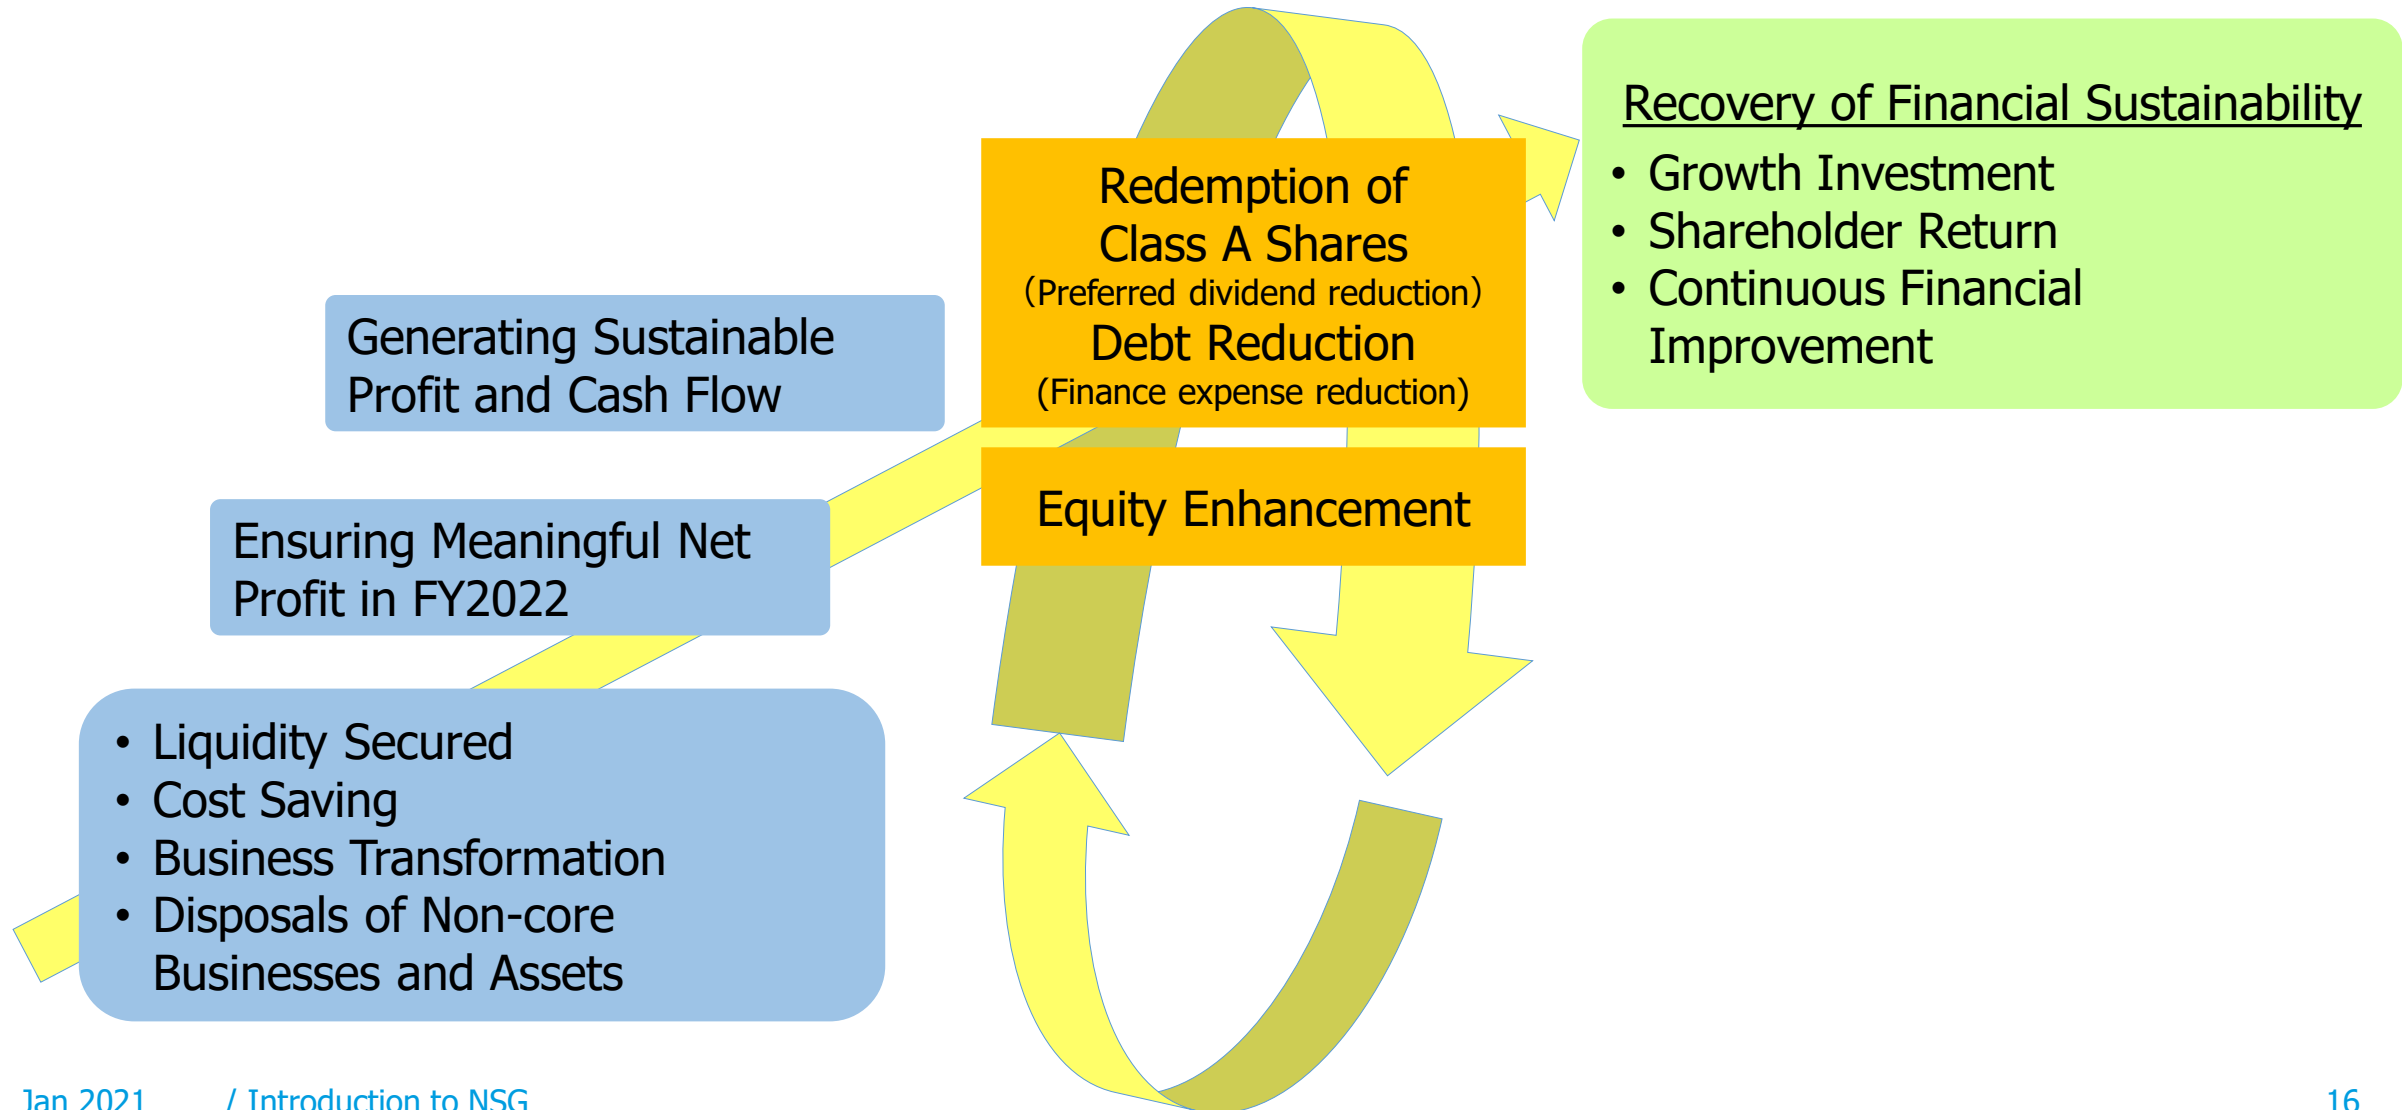 Recovery of Financial Sustainability
• Growth Investment
• Shareholder Return
• Continuous Financial
Improvement
Redemption of
Class A Shares
（Preferred dividend reduction）
Debt Reduction
(Finance expense reduction)
Equity Enhancement
Generating Sustainable
Profit and Cash Flow
Ensuring Meaningful Net
Profit in FY2022
• Liquidity Secured
• Cost Saving
• Business Transformation
• Disposals of Non-core
Businesses and Assets
Jan 2021 / Introduction to NSG 16